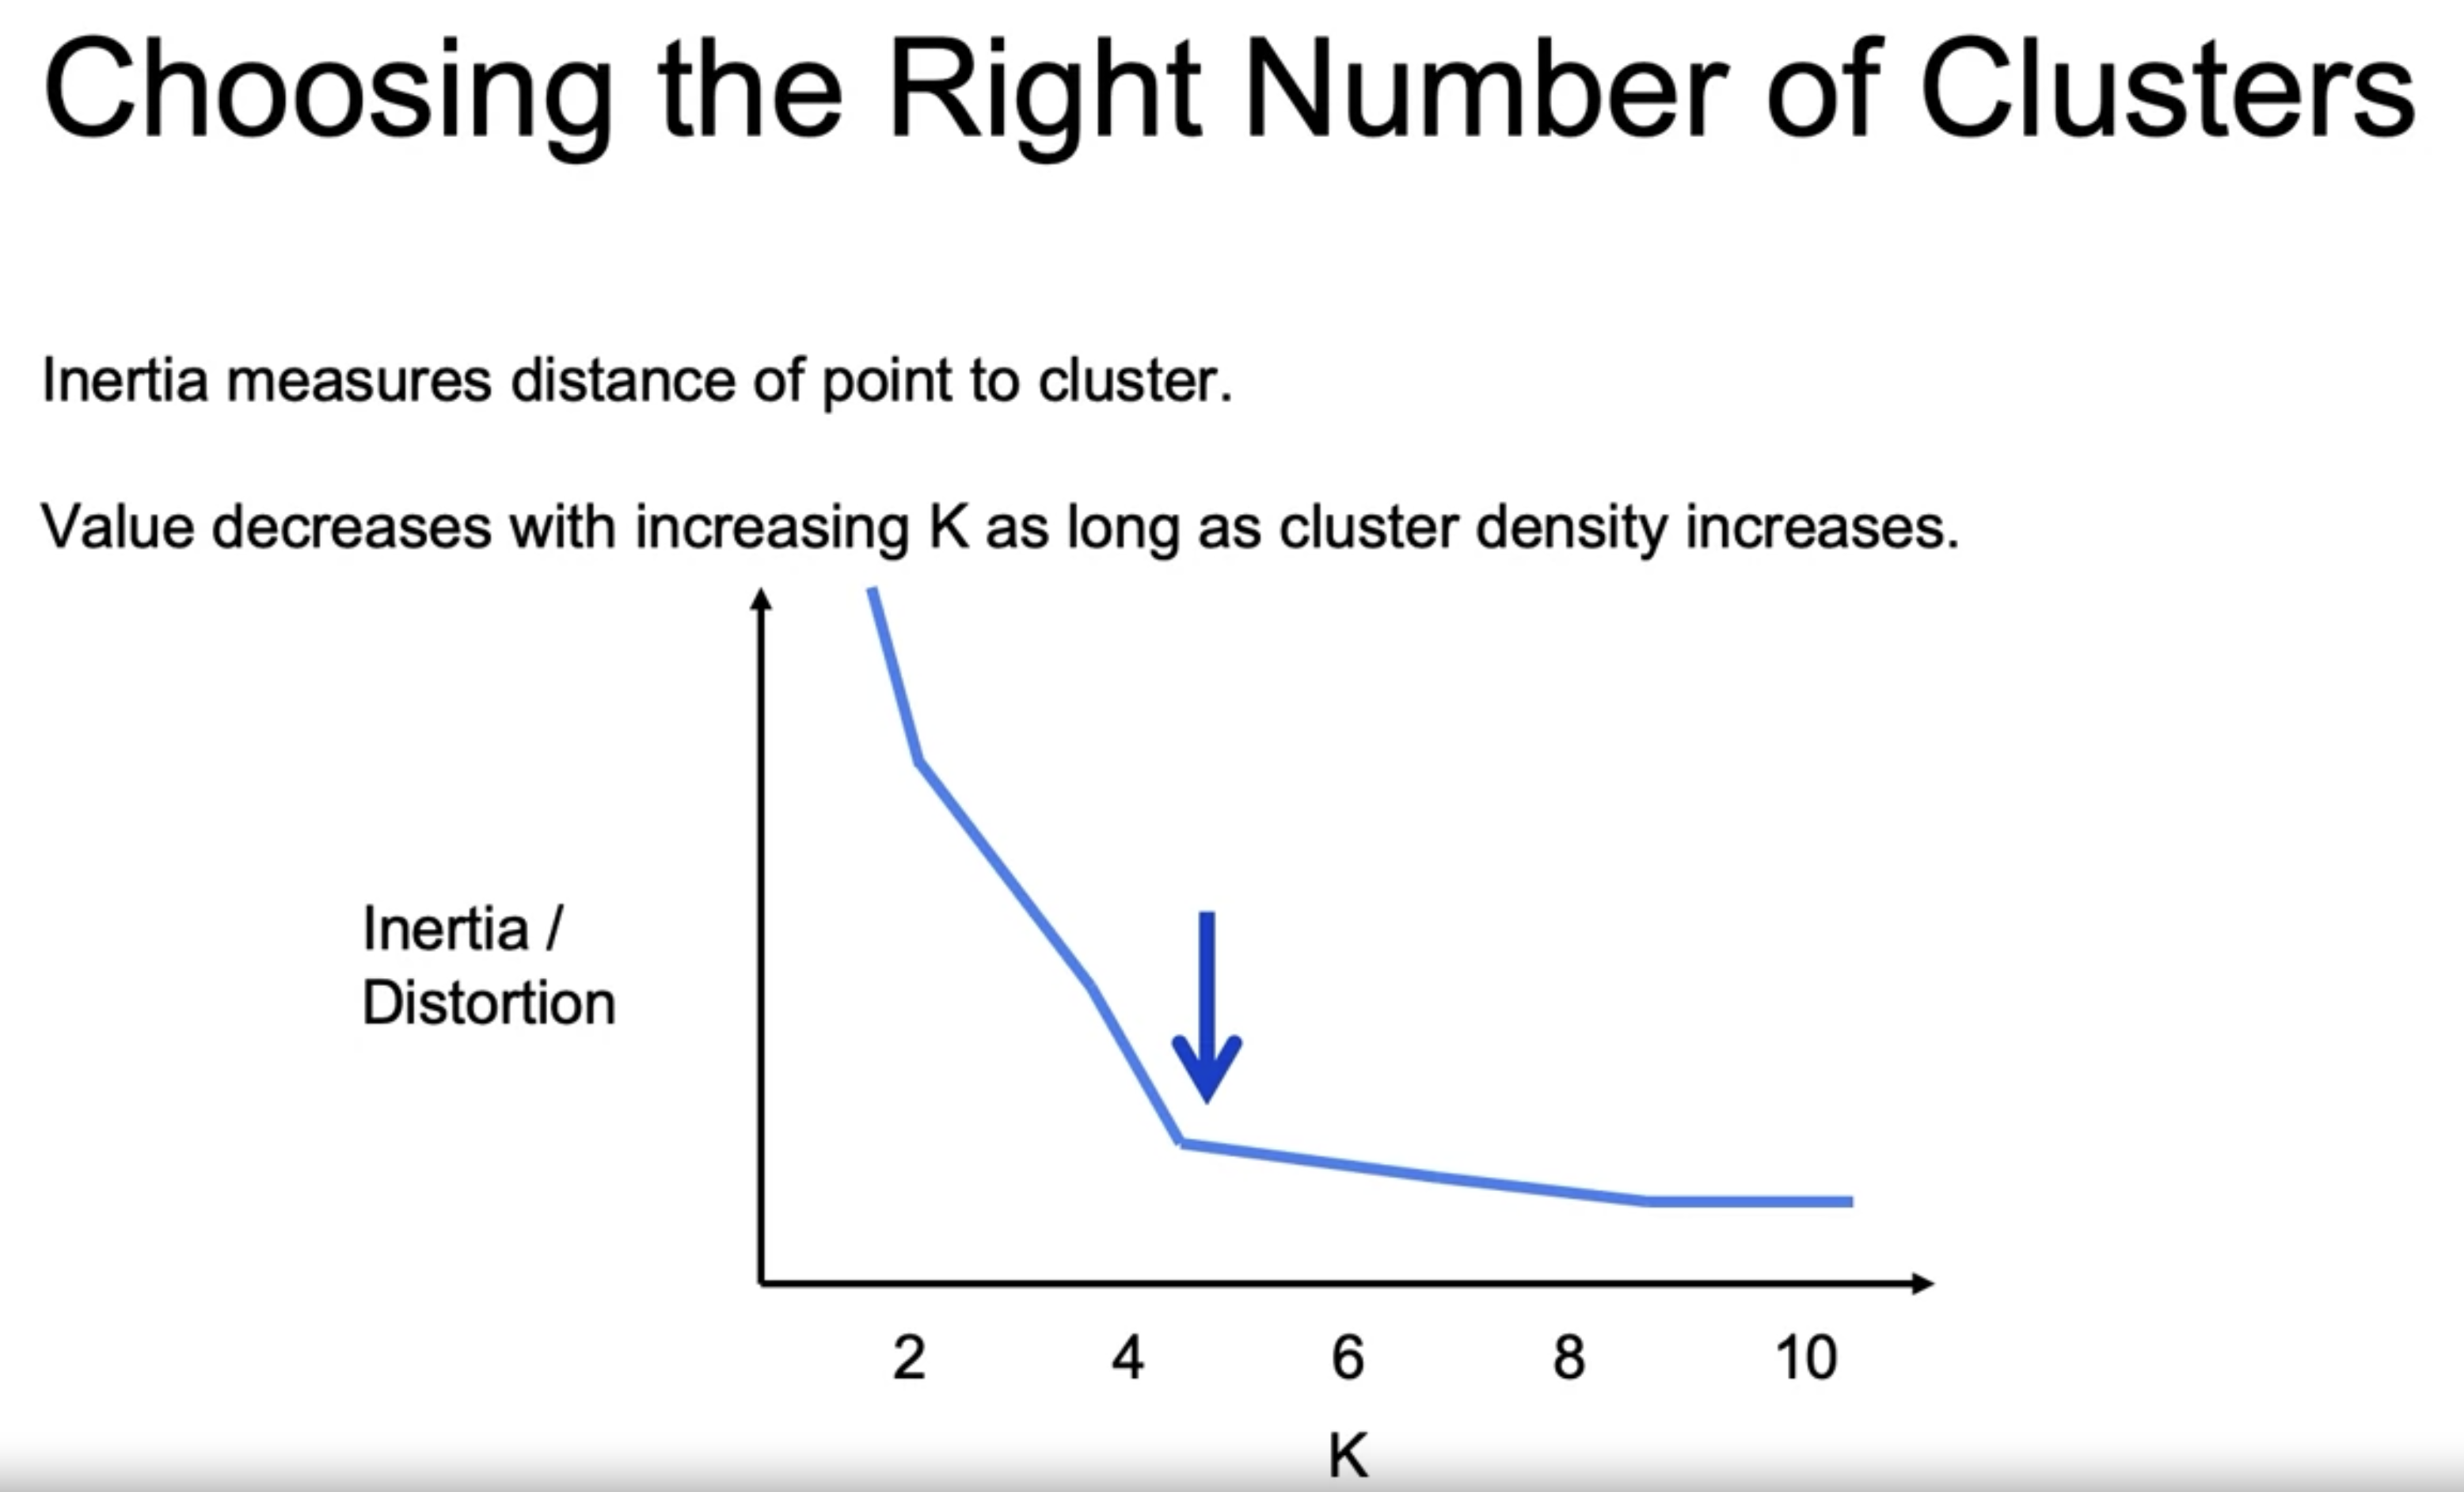 Choosing the Right Number of Clusters
Inertia measures distance of point to cluster.
Value decreases with increasing K as long as cluster density increases.
Inertia /
Distortion
2 4 6 8 10
K